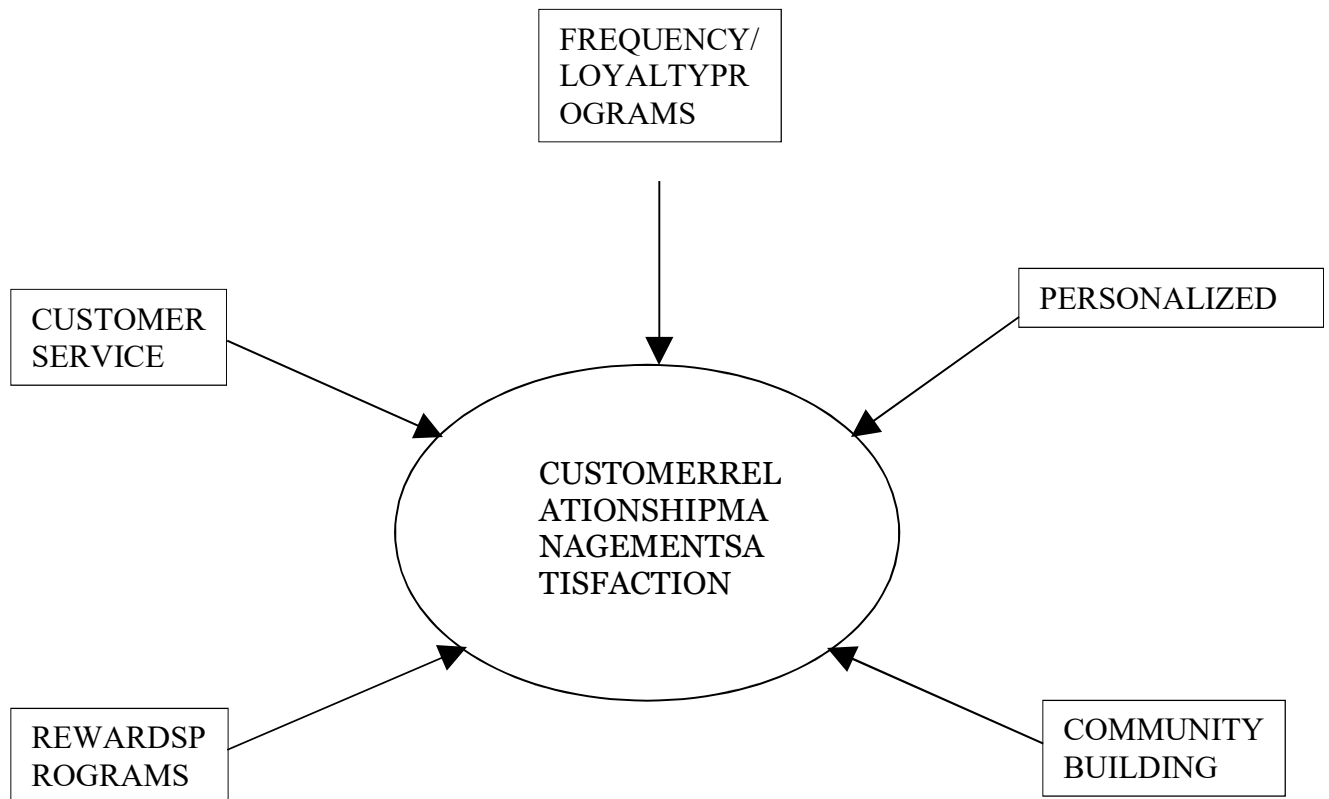 FREQUENCY/
LOYALTYPR
OGRAMS
PERSONALIZED
CUSTOMER
SERVICE
CUSTOMERREL
ATIONSHIPMA
NAGEMENTSA
TISFACTION
REWARDSP
ROGRAMS
COMMUNITY
BUILDING